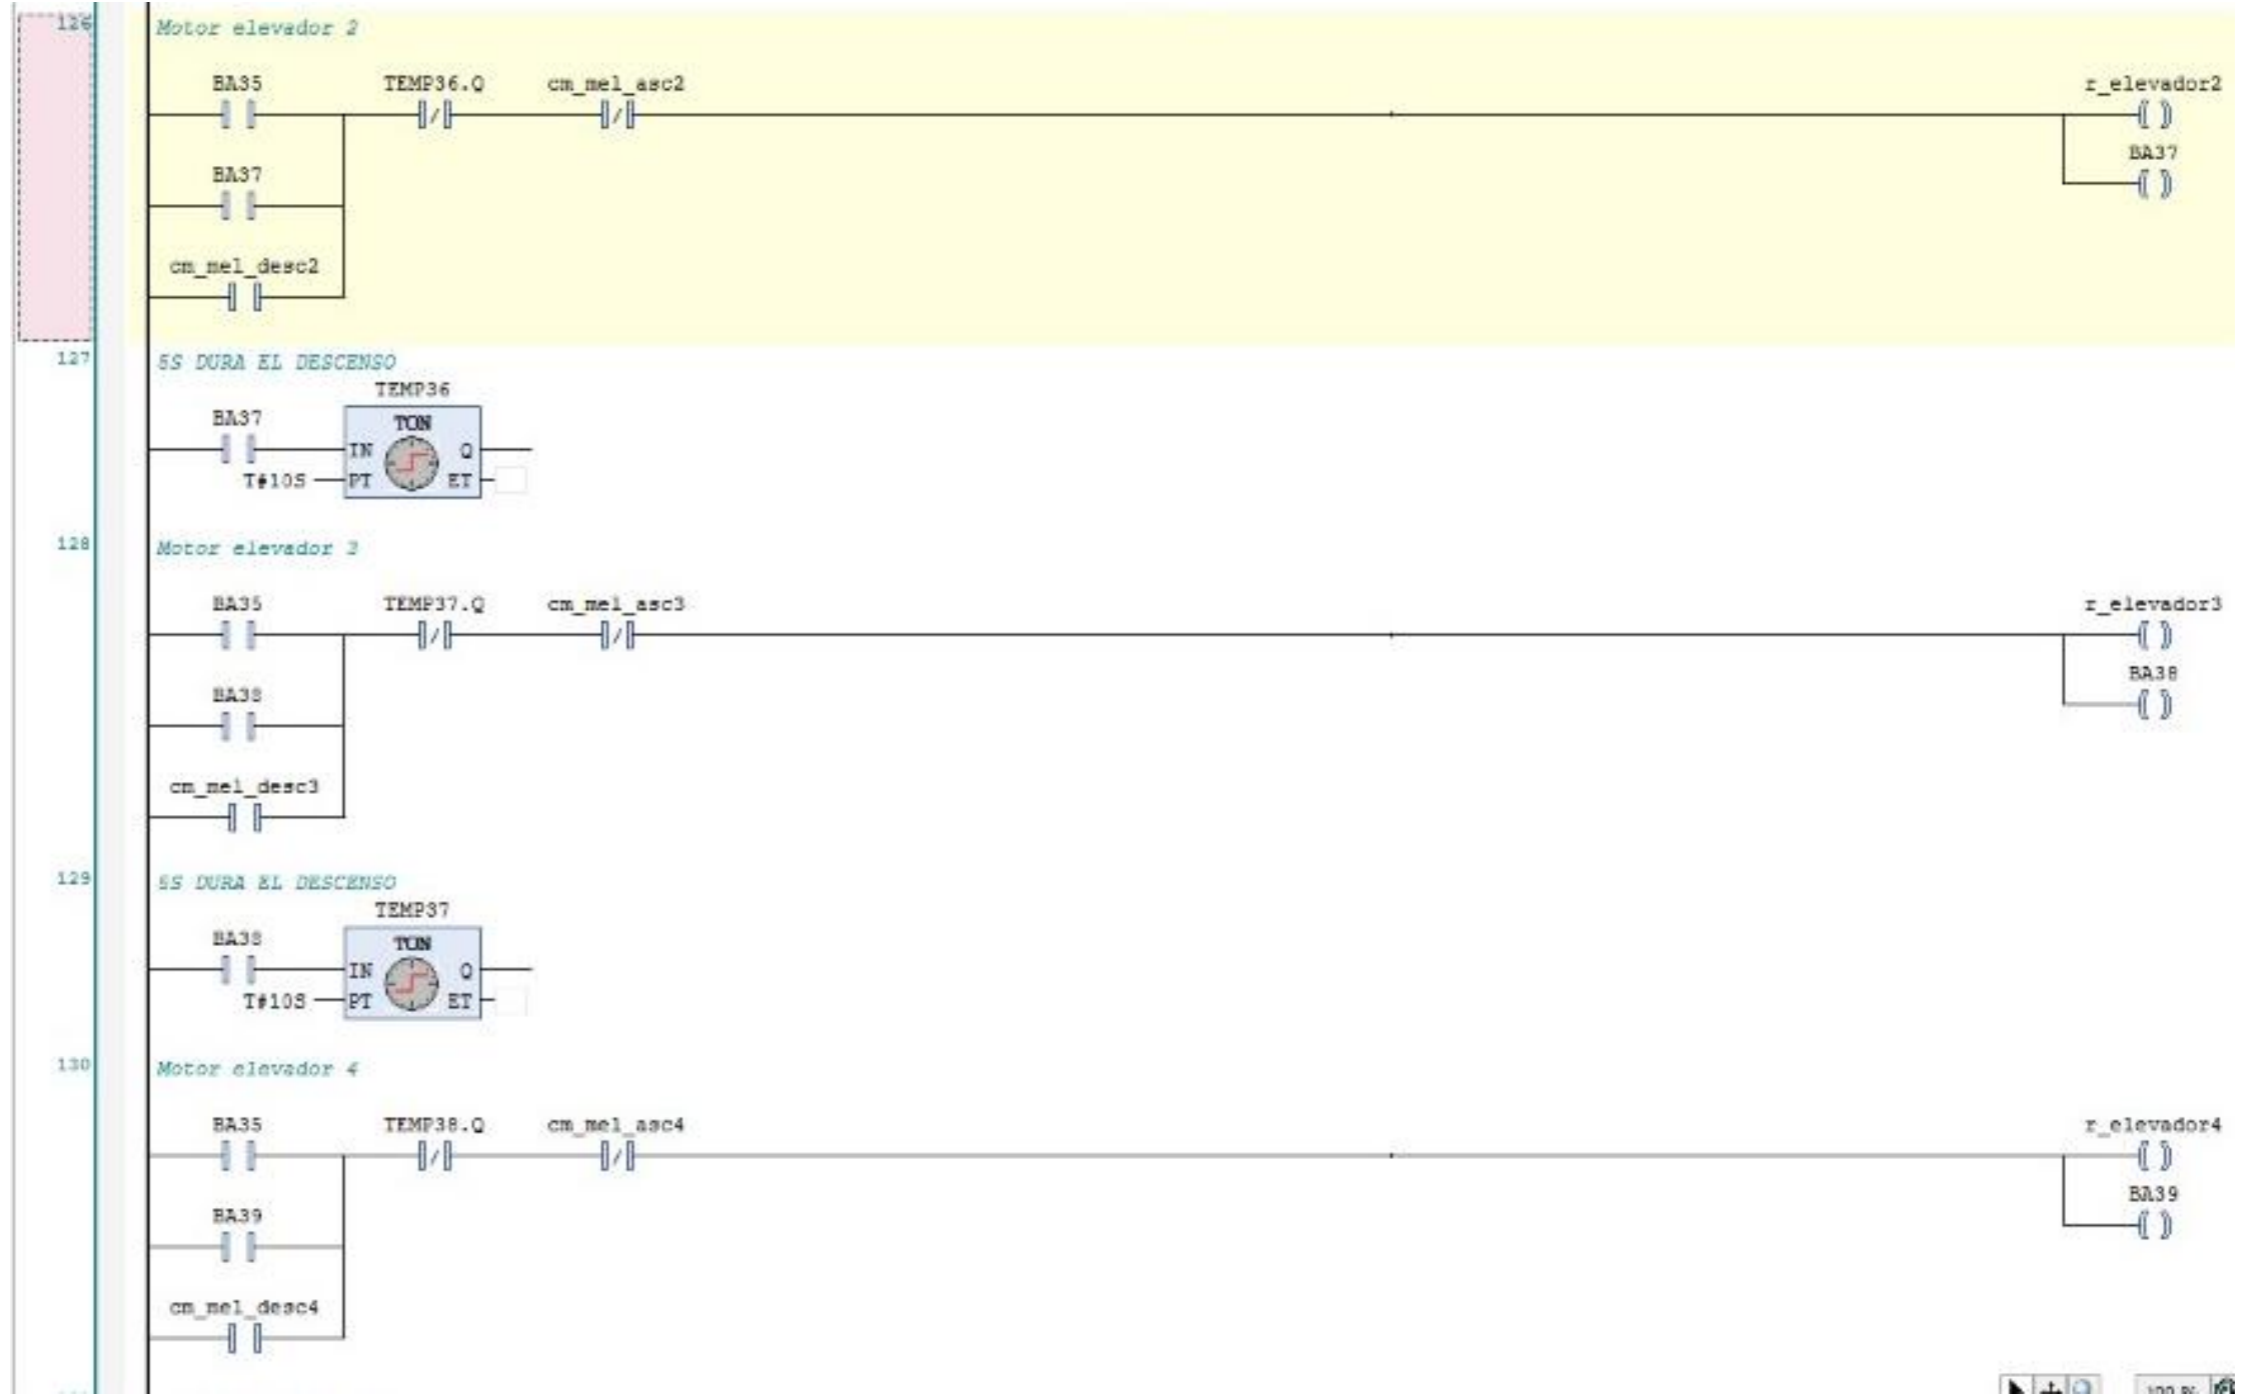 126
Motor elevador 2
BA35 TEMP36.Q cm_mel_asc2 r_elevador2
BA37
BA37
cm_mel_desc2
127
5S DURA EL DESCENSO
TEMP36
BA37 TON
IN Q
T#10S PT ET
128
Motor elevador 3
BA35 TEMP37.Q cm_mel_asc3 r_elevador3
BA38
BA38
cm_mel_desc3
129
5S DURA EL DESCENSO
TEMP37
BA38 TON
IN Q
T#10S PT ET
130
Motor elevador 4
BA35 TEMP38.Q cm_mel_asc4 r_elevador4
BA39
BA39
cm_mel_desc4
100 %